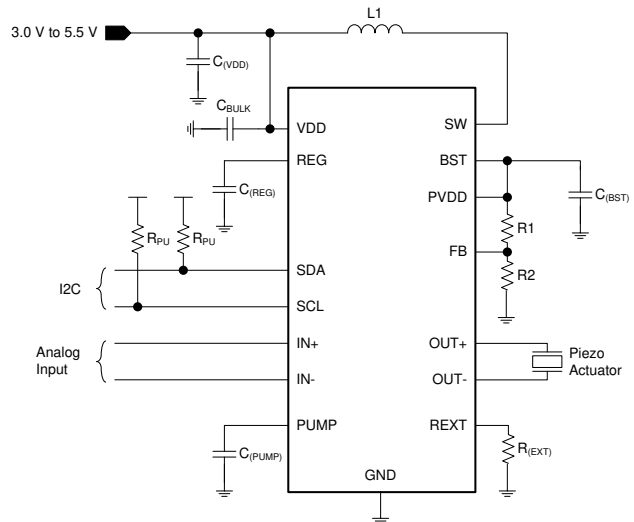 L1
3.0 V to 5.5 V
C(VDD)
CBULK
VDD
SW
REG
BST
C(REG)
PVDD
C(BST)
RPU
RPU
R1
FB
SDA
R2
I2C
SCL
Analog
Input
IN+
OUT+
Piezo
Actuator
IN-
OUT-
PUMP
REXT
C(PUMP)
R(EXT)
GND